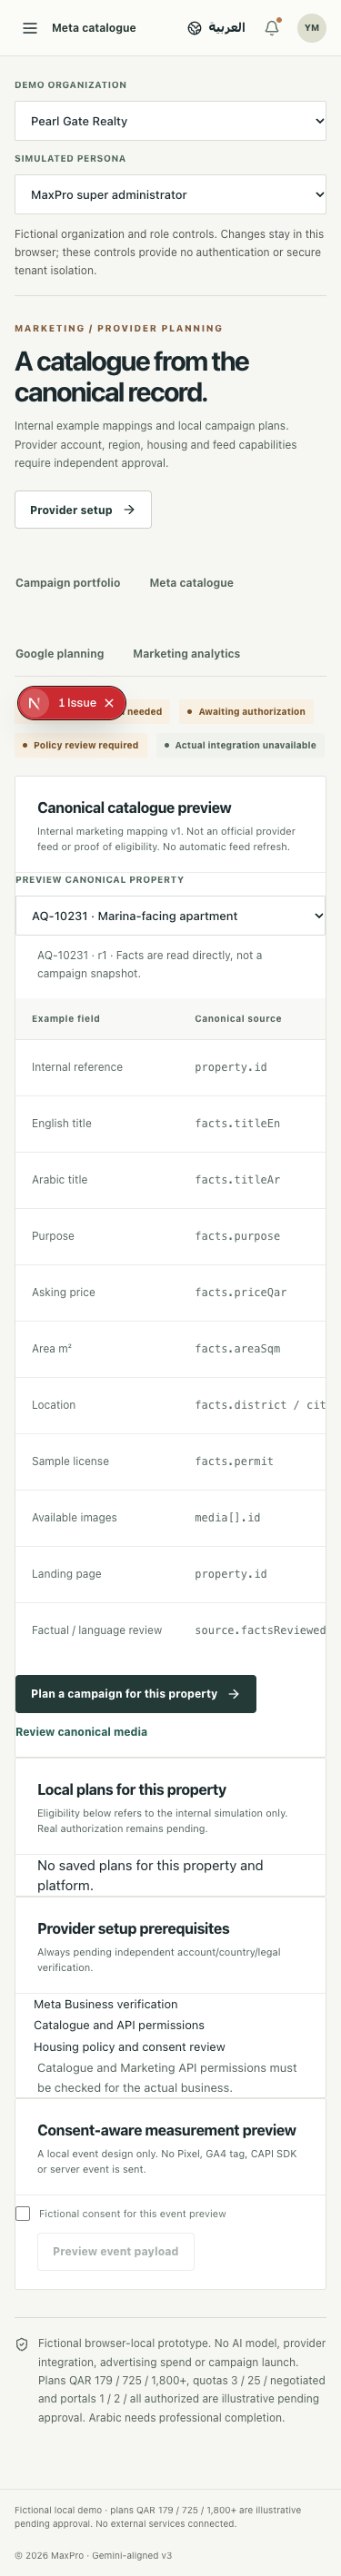 Meta catalogue
العربية
YM
DEMO ORGANIZATION
Pearl Gate Realty
SIMULATED PERSONA
MaxPro super administrator
Fictional organization and role controls. Changes stay in this
browser; these controls provide no authentication or secure
tenant isolation.
MARKETING / PROVIDER PLANNING
A catalogue from the
canonical record.
Internal example mappings and local campaign plans.
Provider account, region, housing and feed capabilities
require independent approval.
Provider setup
Campaign portfolio
Meta catalogue
Google planning
Marketing analytics
N 1 Issue
needed
Awaiting authorization
Policy review required
Actual integration unavailable
Canonical catalogue preview
Internal marketing mapping v1. Not an official provider
feed or proof of eligibility. No automatic feed refresh.
PREVIEW CANONICAL PROPERTY
AQ-10231 · Marina-facing apartment
AQ-10231 · r1 · Facts are read directly, not a
campaign snapshot.
Example field Canonical source
Internal reference property.id
English title facts.titleEn
Arabic title facts.titleAr
Purpose facts.purpose
Asking price facts.priceQar
Area m² facts.areaSqm
Location facts.district / cit
Sample license facts.permit
Available images media[].id
Landing page property.id
Factual / language review source.factsReviewed
Plan a campaign for this property
Review canonical media
Local plans for this property
Eligibility below refers to the internal simulation only.
Real authorization remains pending.
No saved plans for this property and
platform.
Provider setup prerequisites
Always pending independent account/country/legal
verification.
Meta Business verification
Catalogue and API permissions
Housing policy and consent review
Catalogue and Marketing API permissions must
be checked for the actual business.
Consent-aware measurement preview
A local event design only. No Pixel, GA4 tag, CAPI SDK
or server event is sent.
Fictional consent for this event preview
Preview event payload
Fictional browser-local prototype. No AI model, provider
integration, advertising spend or campaign launch.
Plans QAR 179 / 725 / 1,800+, quotas 3 / 25 / negotiated
and portals 1 / 2 / all authorized are illustrative pending
approval. Arabic needs professional completion.
Fictional local demo · plans QAR 179 / 725 / 1,800+ are illustrative
pending approval. No external services connected.
© 2026 MaxPro · Gemini-aligned v3